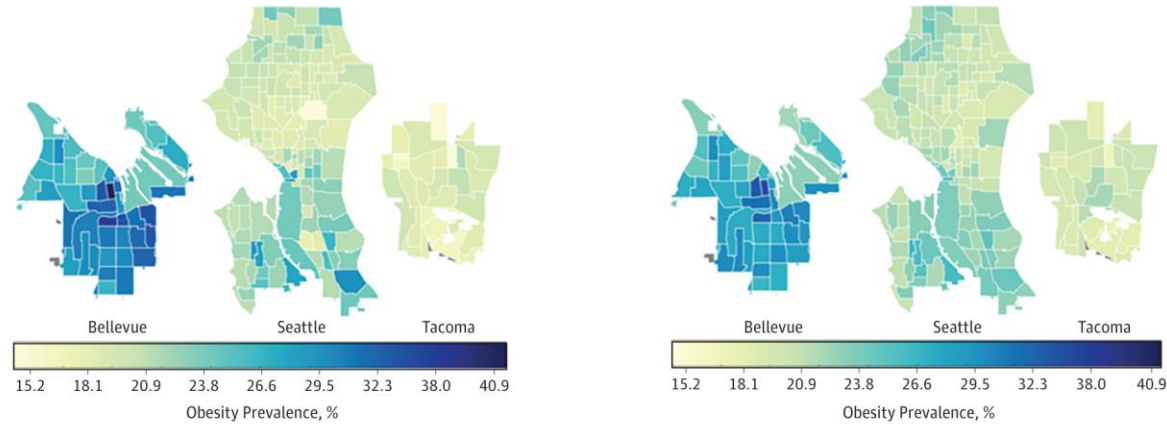 Bellevue Seattle Tacoma
15.2 18.1 20.9 23.8 26.6 29.5 32.3 38.0 40.9
Obesity Prevalence, %
Bellevue Seattle Tacoma
15.2 18.1 20.9 23.8 26.6 29.5 32.3 38.0 40.9
Obesity Prevalence, %